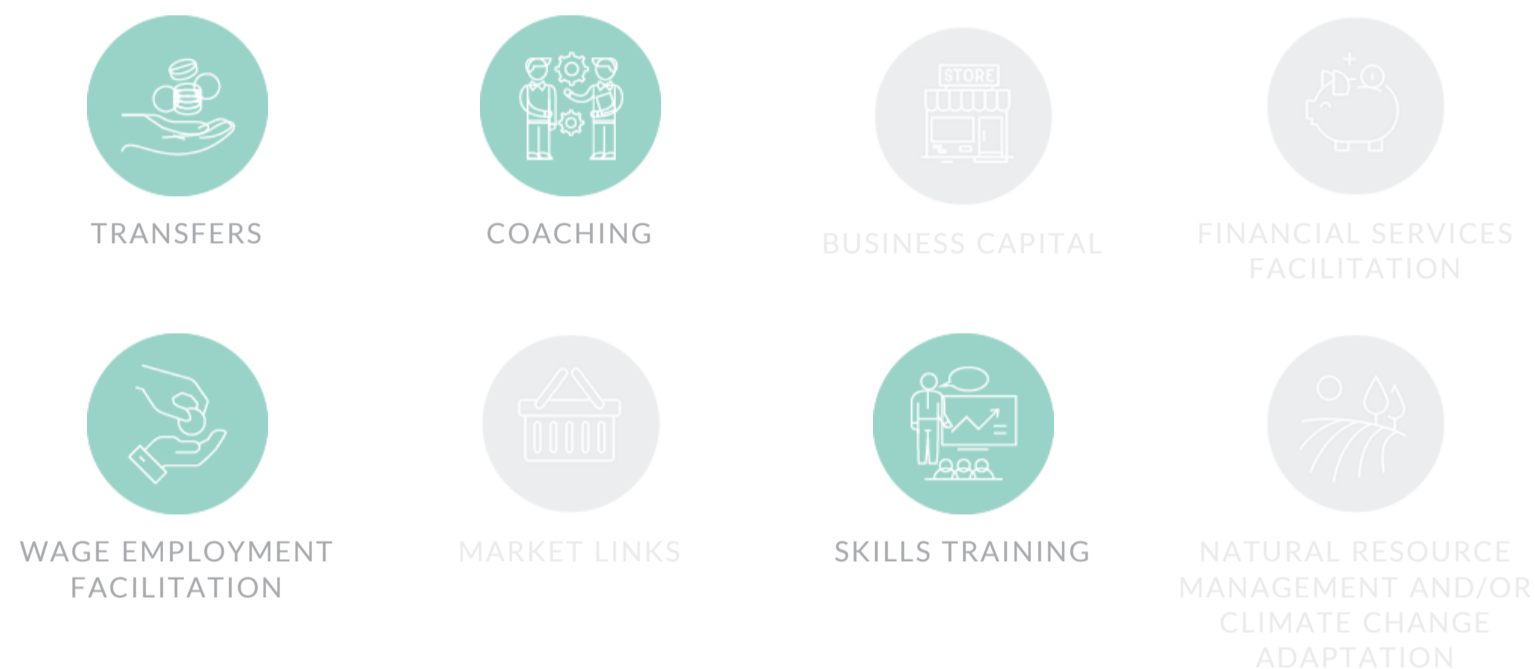 TRANSFERS
COACHING
STORE
BUSINESS CAPITAL
FINANCIAL SERVICES
FACILITATION
WAGE EMPLOYMENT
FACILITATION
MARKET LINKS
SKILLS TRAINING
NATURAL RESOURCE
MANAGEMENT AND/OR
CLIMATE CHANGE
ADAPTATION